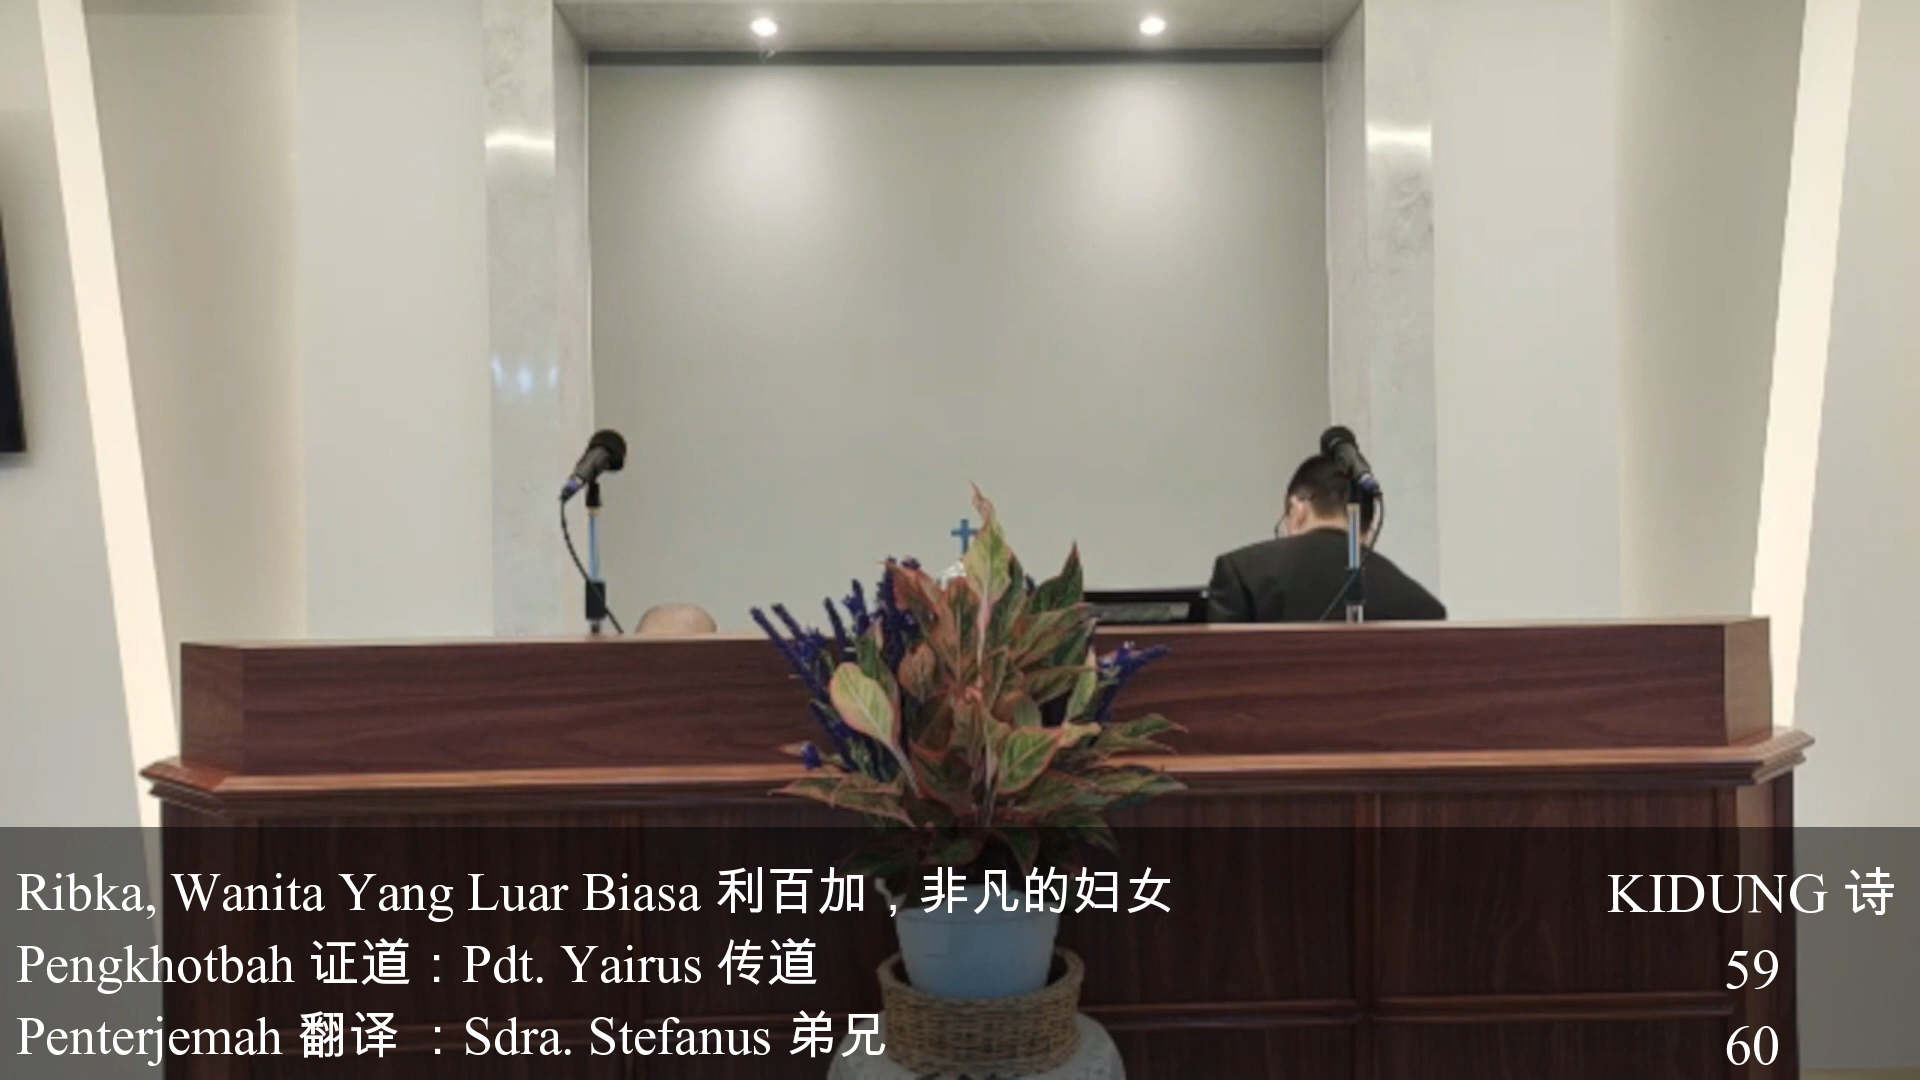 Ribka, Wanita Yang Luar Biasa 利百加，非凡的妇女
Pengkhotbah 证道：Pdt. Yairus 传道
Penterjemah 翻译 ：Sdra. Stefanus 弟兄
KIDUNG 诗
59
60